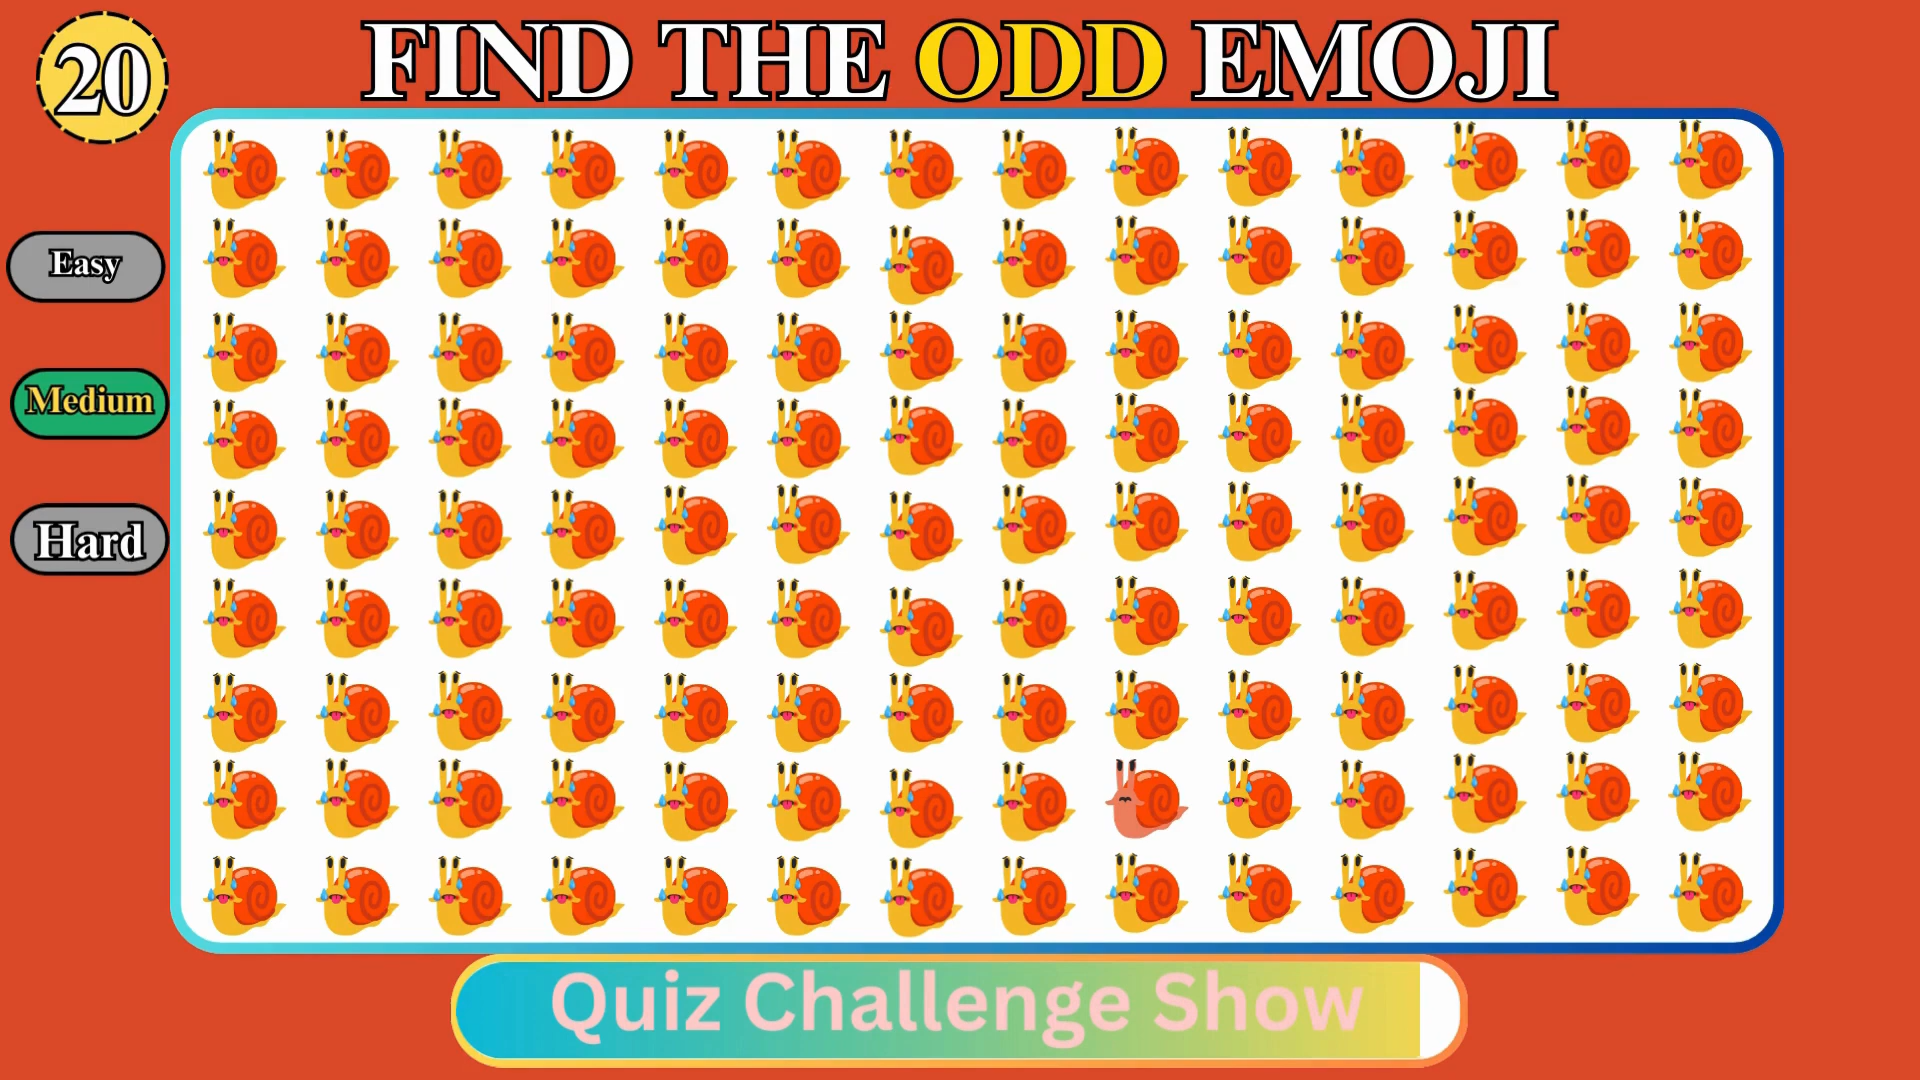 20
FIND THE ODD EMOJI
Easy
Medium
Hard
Quiz Challenge Show